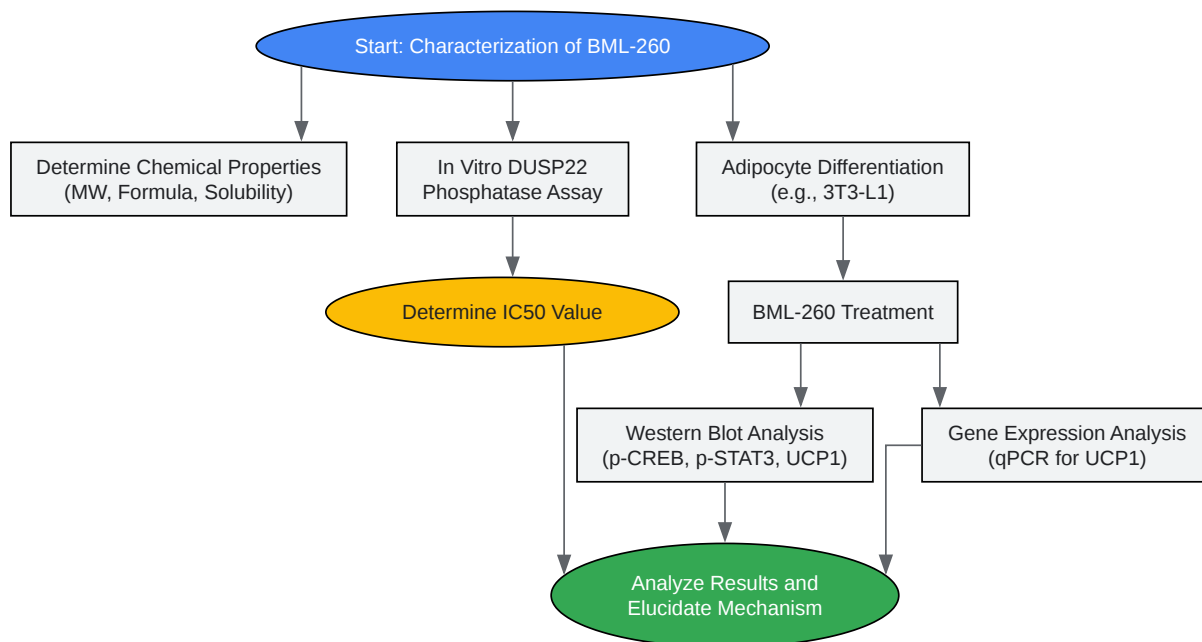 Start: Characterization of BML-260
Determine Chemical Properties
(MW, Formula, Solubility)
In Vitro DUSP22
Phosphatase Assay
Adipocyte Differentiation
(e.g., 3T3-L1)
Determine IC50 Value
BML-260 Treatment
Western Blot Analysis
(p-CREB, p-STAT3, UCP1)
Gene Expression Analysis
(qPCR for UCP1)
Analyze Results and
Elucidate Mechanism